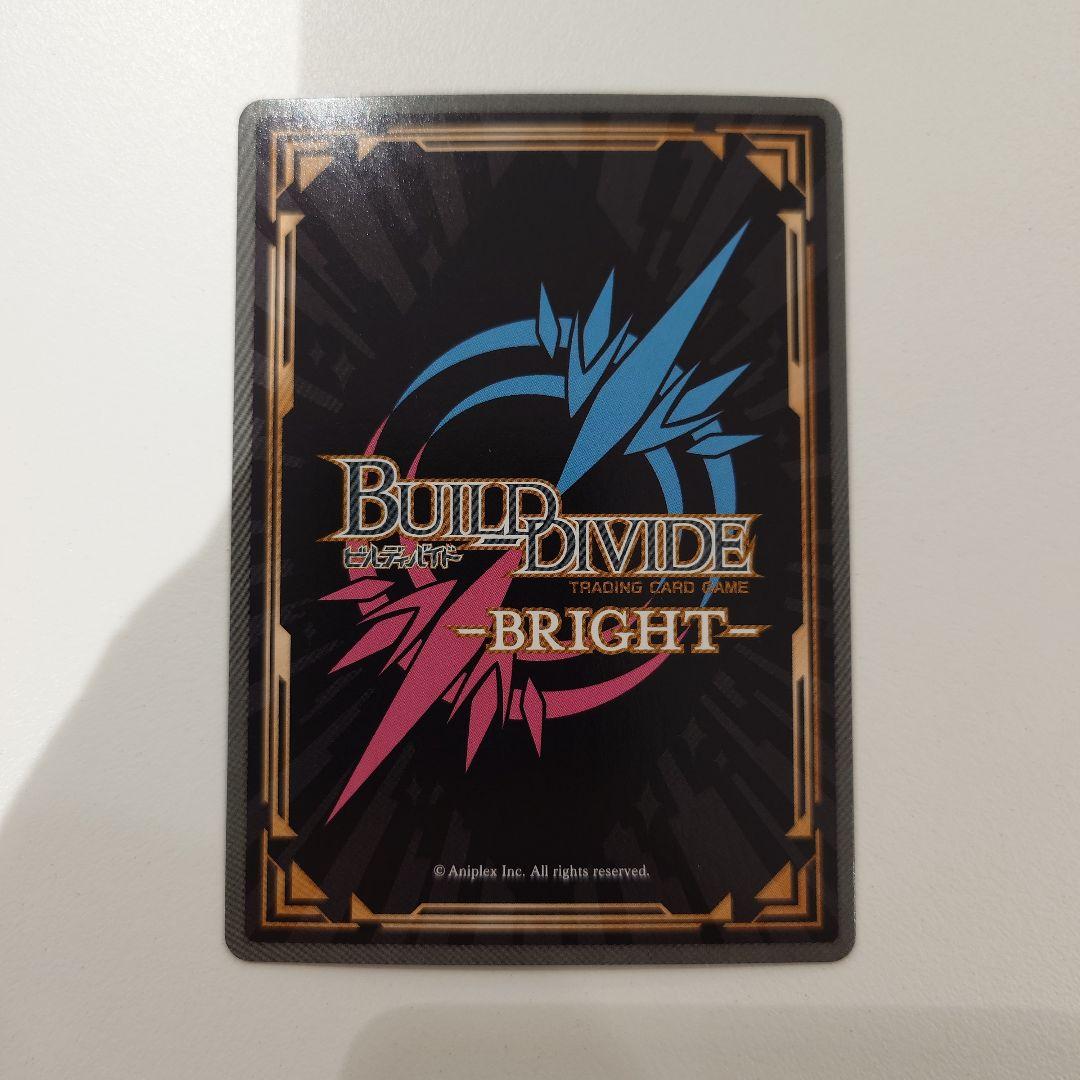 BUILD DIVIDE
ビルディバイド
TRADING CARD GAME
-BRIGHT-
© Aniplex Inc. All rights reserved.